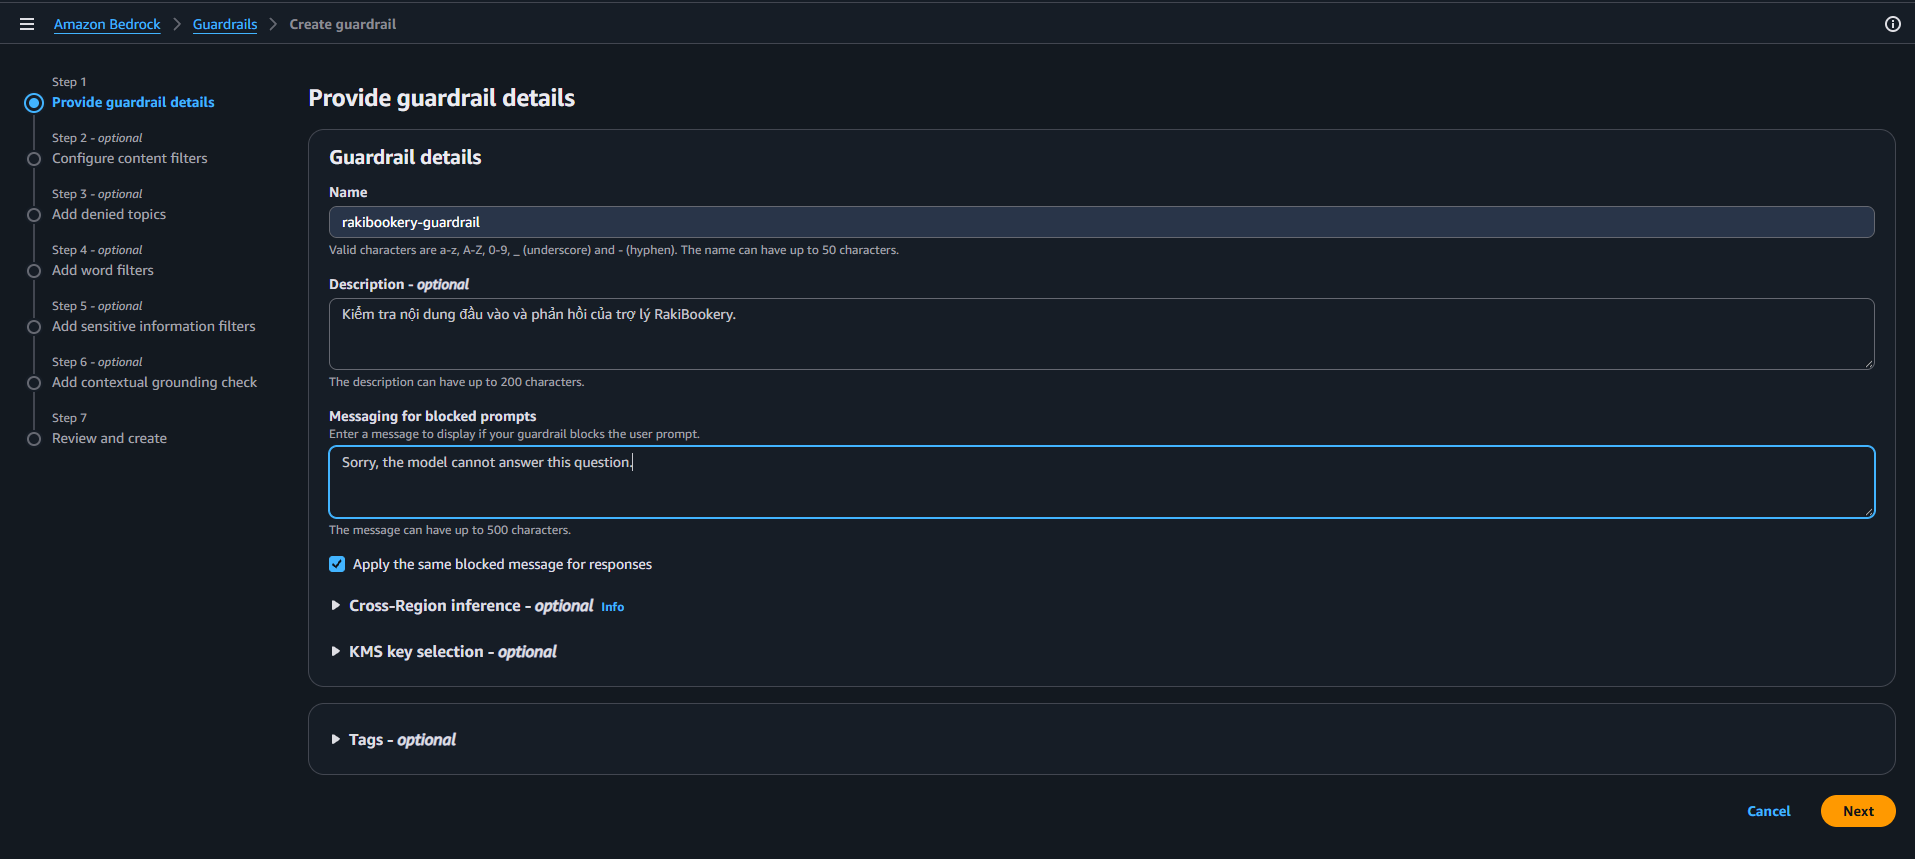 Amazon Bedrock > Guardrails > Create guardrail
Step 1
Provide guardrail details
Step 2 - optional
Configure content filters
Step 3 - optional
Add denied topics
Step 4 - optional
Add word filters
Step 5 - optional
Add sensitive information filters
Step 6 - optional
Add contextual grounding check
Step 7
Review and create
Provide guardrail details
Guardrail details
Name
rakibookery-guardrail
Valid characters are a-z, A-Z, 0-9, _ (underscore) and - (hyphen). The name can have up to 50 characters.
Description - optional
Kiểm tra nội dung đầu vào và phản hồi của trợ lý RakiBookery.
The description can have up to 200 characters.
Messaging for blocked prompts
Enter a message to display if your guardrail blocks the user prompt.
Sorry, the model cannot answer this question.
The message can have up to 500 characters.
Apply the same blocked message for responses
Cross-Region inference - optional Info
KMS key selection - optional
Tags - optional
Cancel
Next